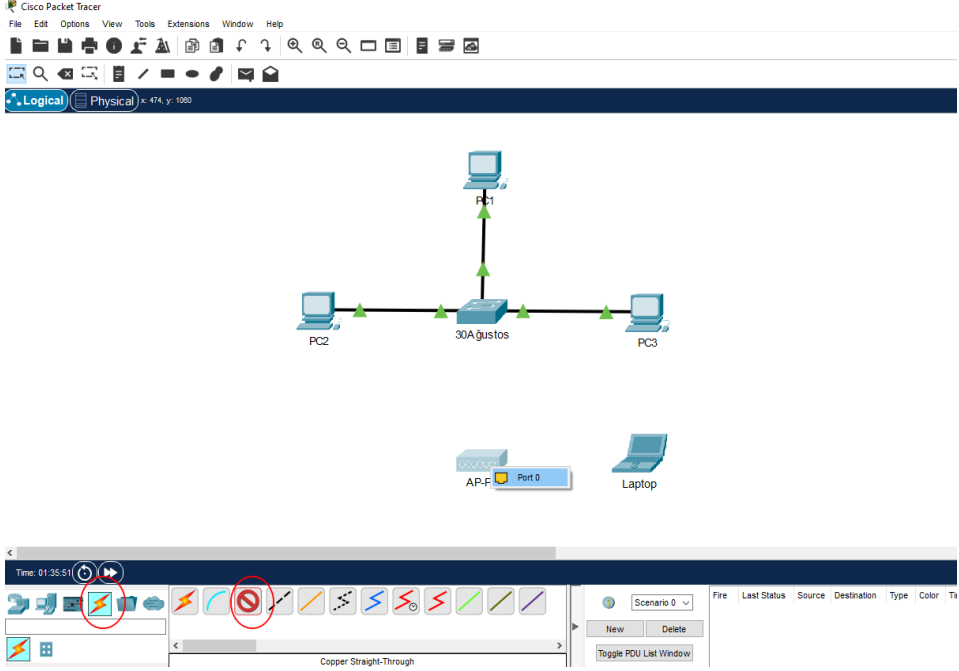 Cisco Packet Tracer
File Edit Options View Tools Extensions Window Help
Logical Physical x: 474, y: 1080
PC1
PC2
30Ağustos
PC3
AP-F
Port 0
Laptop
Time: 01:35:51
Scenario 0
Fire Last Status Source Destination Type Color
New Delete
Toggle PDU List Window
Copper Straight-Through